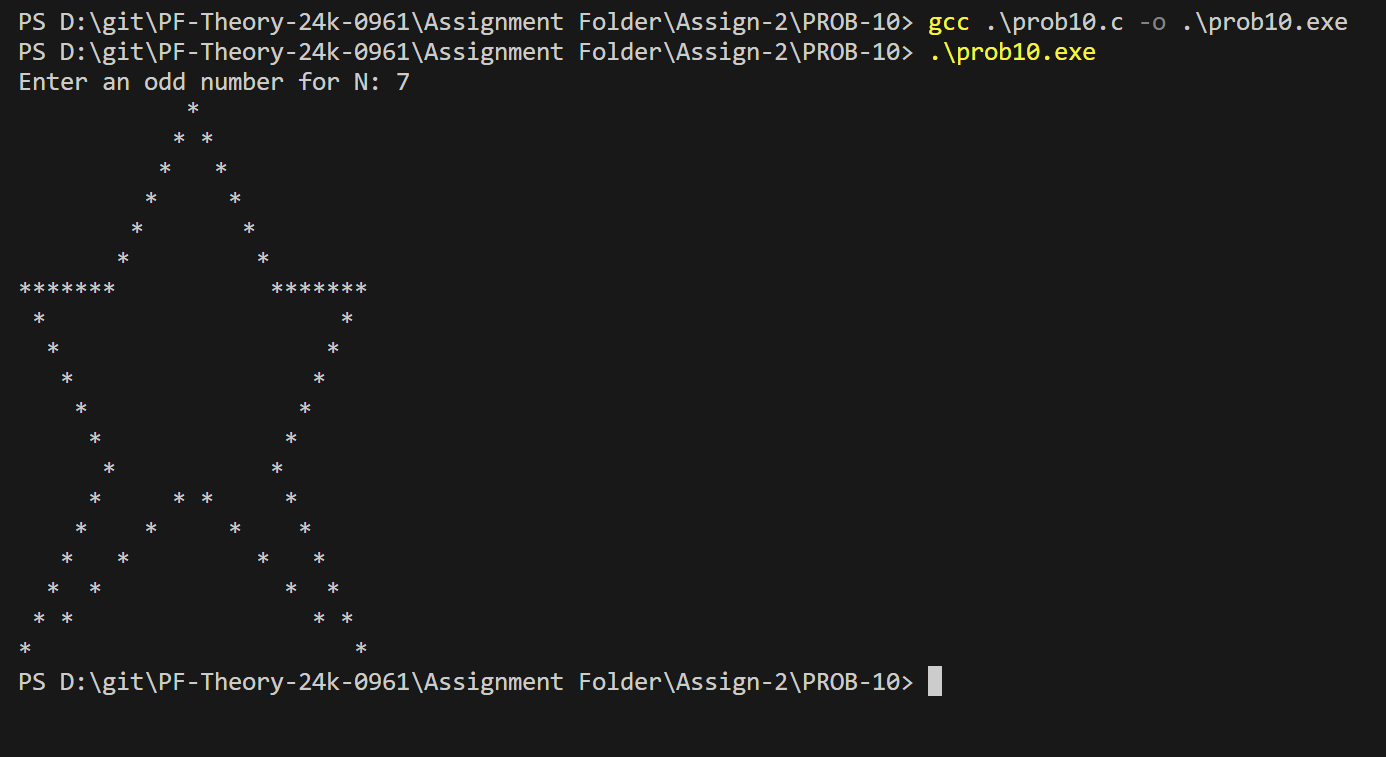 PS D:\git\PF-Theory-24k-0961\Assignment Folder\Assign-2\PROB-10> gcc .\prob10.c -o .\prob10.exe
PS D:\git\PF-Theory-24k-0961\Assignment Folder\Assign-2\PROB-10> .\prob10.exe
Enter an odd number for N: 7
            *
           * *
          *   *
         *     *
        *       *
       *         *
*******           *******
 *                     *
  *                   *
   *                 *
    *               *
     *             *
      *           *
     *     * *     *
    *    *     *    *
   *   *         *   *
  *  *             *  *
 * *                 * *
*                       *
PS D:\git\PF-Theory-24k-0961\Assignment Folder\Assign-2\PROB-10>